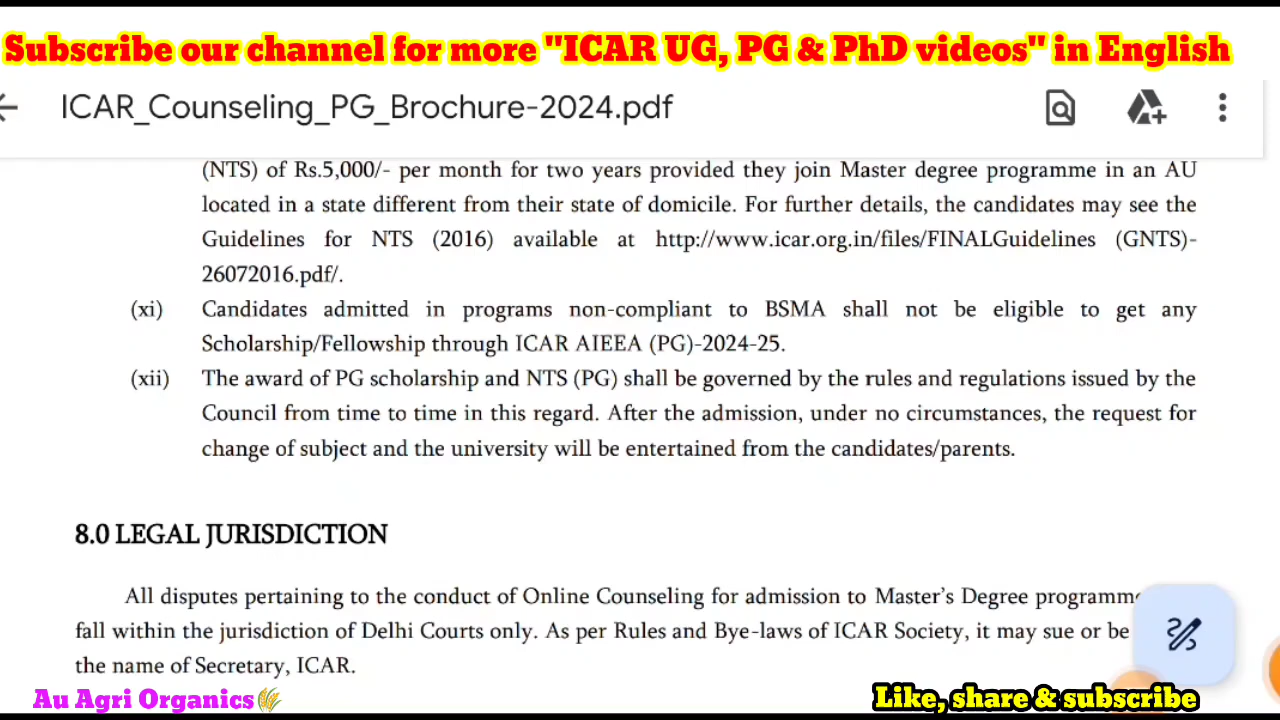 Subscribe our channel for more "ICAR UG, PG & PhD videos" in English
ICAR_Counseling_PG_Brochure-2024.pdf
(NTS) of Rs.5,000/- per month for two years provided they join Master degree programme in an AU
located in a state different from their state of domicile. For further details, the candidates may see the
Guidelines for NTS (2016) available at http://www.icar.org.in/files/FINALGuidelines (GNTS)-
26072016.pdf/.
(xi) Candidates admitted in programs non-compliant to BSMA shall not be eligible to get any
Scholarship/Fellowship through ICAR AIEEA (PG)-2024-25.
(xii) The award of PG scholarship and NTS (PG) shall be governed by the rules and regulations issued by the
Council from time to time in this regard. After the admission, under no circumstances, the request for
change of subject and the university will be entertained from the candidates/parents.
8.0 LEGAL JURISDICTION
All disputes pertaining to the conduct of Online Counseling for admission to Master's Degree programm
fall within the jurisdiction of Delhi Courts only. As per Rules and Bye-laws of ICAR Society, it may sue or be
the name of Secretary, ICAR.
Au Agri Organics🌾
Like, share & subscribe